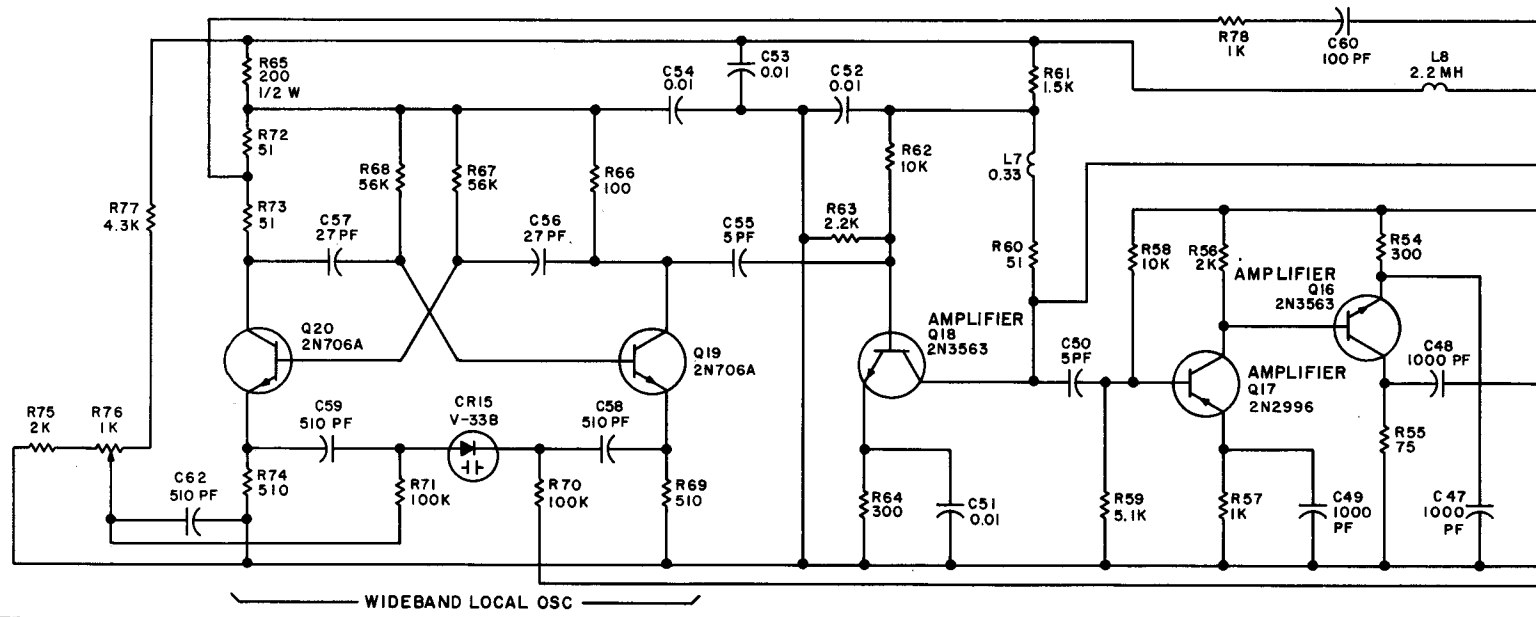 R78
1K
C60
100 PF
L8
2.2 MH
R65
200
1/2 W
C53
0.01
C54
0.01
C52
0.01
R61
1.5K
R72
51
R68
56K
R67
56K
R66
100
R62
10K
L7
0.33
R77
4.3K
R73
51
C57
27 PF
C56
27 PF
C55
5 PF
R63
2.2K
R60
51
R58
10K
R56
2K
R54
300
AMPLIFIER
Q16
2N3563
Q20
2N706A
Q19
2N706A
AMPLIFIER
Q18
2N3563
C50
5PF
AMPLIFIER
Q17
2N2996
C48
1000 PF
R75
2K
R76
1K
C59
510 PF
CR15
V-33B
C58
510 PF
R55
75
C62
510 PF
R74
510
R71
100K
R70
100K
R69
510
R64
300
C51
0.01
R59
5.1K
R57
1K
C49
1000
PF
C47
1000
PF
WIDEBAND LOCAL OSC